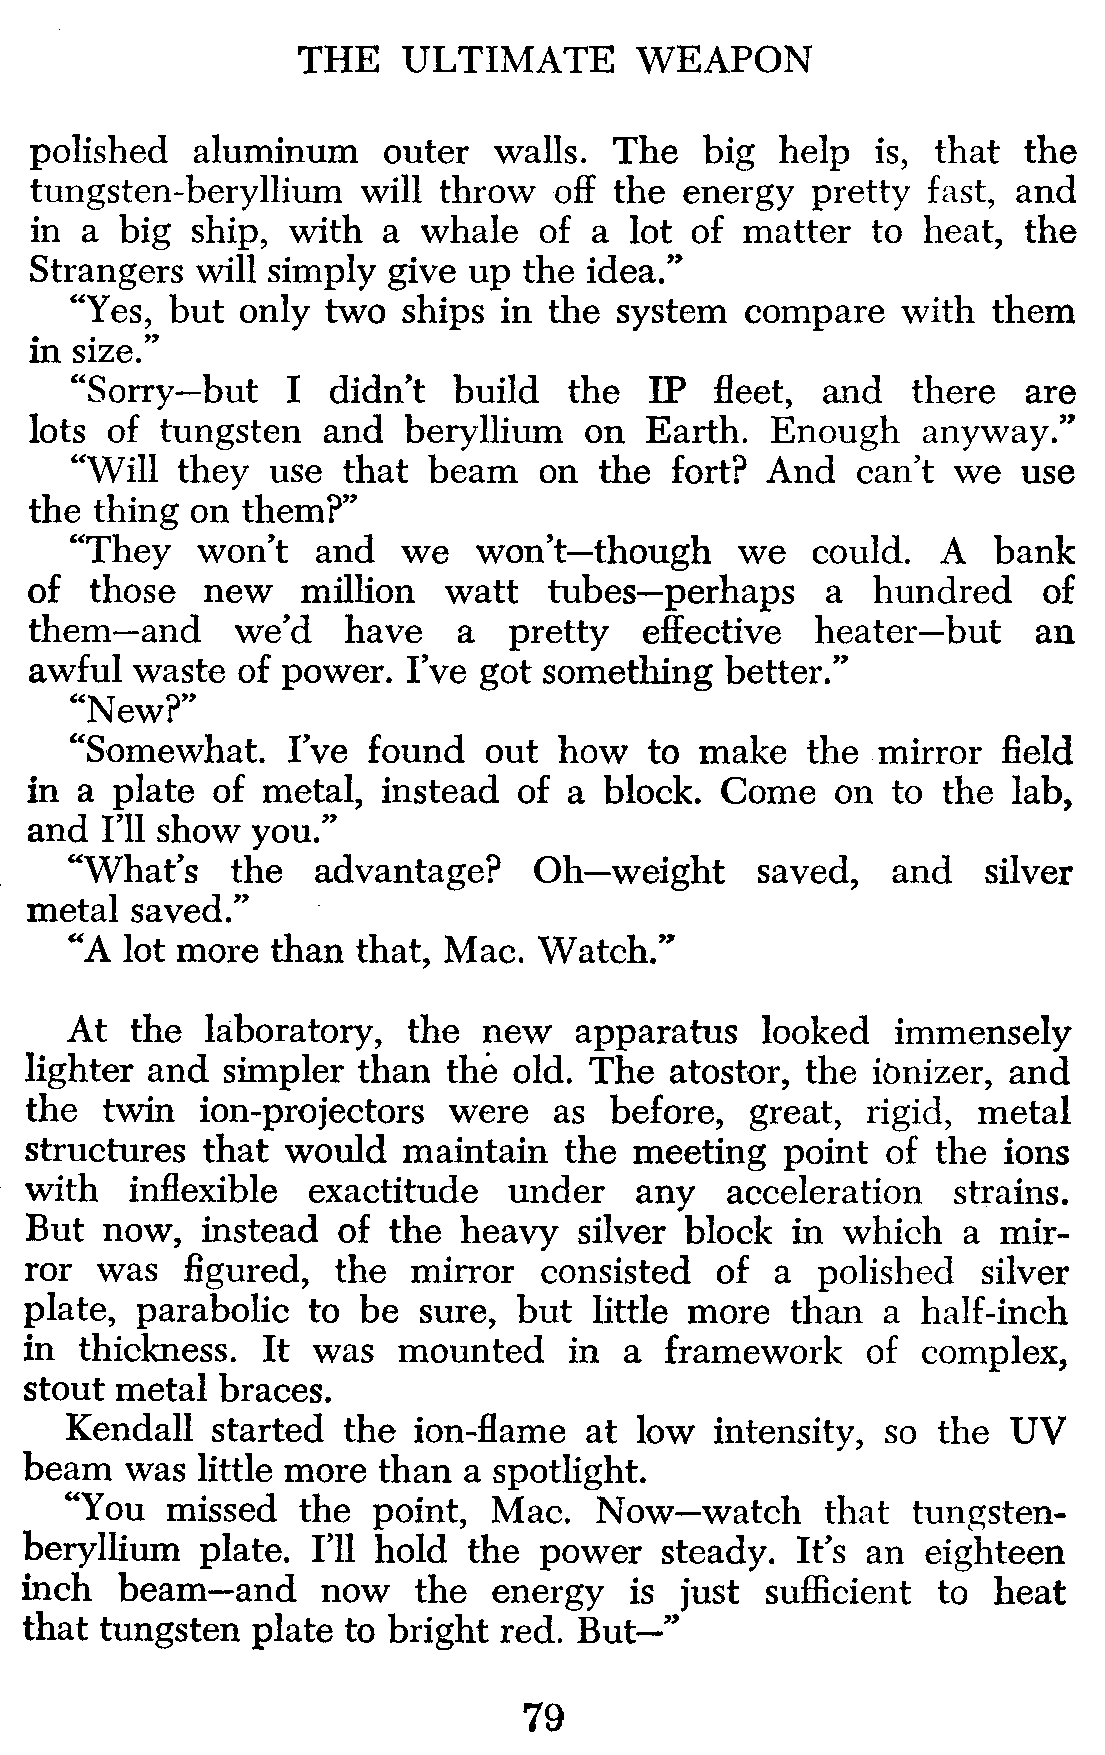 THE ULTIMATE WEAPON
polished aluminum outer walls. The big help is, that the
tungsten-beryllium will throw off the energy pretty fast, and
in a big ship, with a whale of a lot of matter to heat, the
Strangers will simply give up the idea.”
“Yes, but only two ships in the system compare with them
in size.”
“Sorry—but I didn’t build the IP fleet, and there are
lots of tungsten and beryllium on Earth. Enough anyway.”
“Will they use that beam on the fort? And can’t we use
the thing on them?”
“They won’t and we won’t—though we could. A bank
of those new million watt tubes—perhaps a hundred of
them—and we’d have a pretty effective heater—but an
awful waste of power. I’ve got something better.”
“New?”
“Somewhat. I’ve found out how to make the mirror field
in a plate of metal, instead of a block. Come on to the lab,
and I’ll show you.”
“What’s the advantage? Oh—weight saved, and silver
metal saved.”
“A lot more than that, Mac. Watch.”
At the laboratory, the new apparatus looked immensely
lighter and simpler than the old. The atostor, the ionizer, and
the twin ion-projectors were as before, great, rigid, metal
structures that would maintain the meeting point of the ions
with inflexible exactitude under any acceleration strains.
But now, instead of the heavy silver block in which a mir-
ror was figured, the mirror consisted of a polished silver
plate, parabolic to be sure, but little more than a half-inch
in thickness. It was mounted in a framework of complex,
stout metal braces.
Kendall started the ion-flame at low intensity, so the UV
beam was little more than a spotlight.
“You missed the point, Mac. Now—watch that tungsten-
beryllium plate. I’ll hold the power steady. It’s an eighteen
inch beam—and now the energy is just sufficient to heat
that tungsten plate to bright red. But—”
79